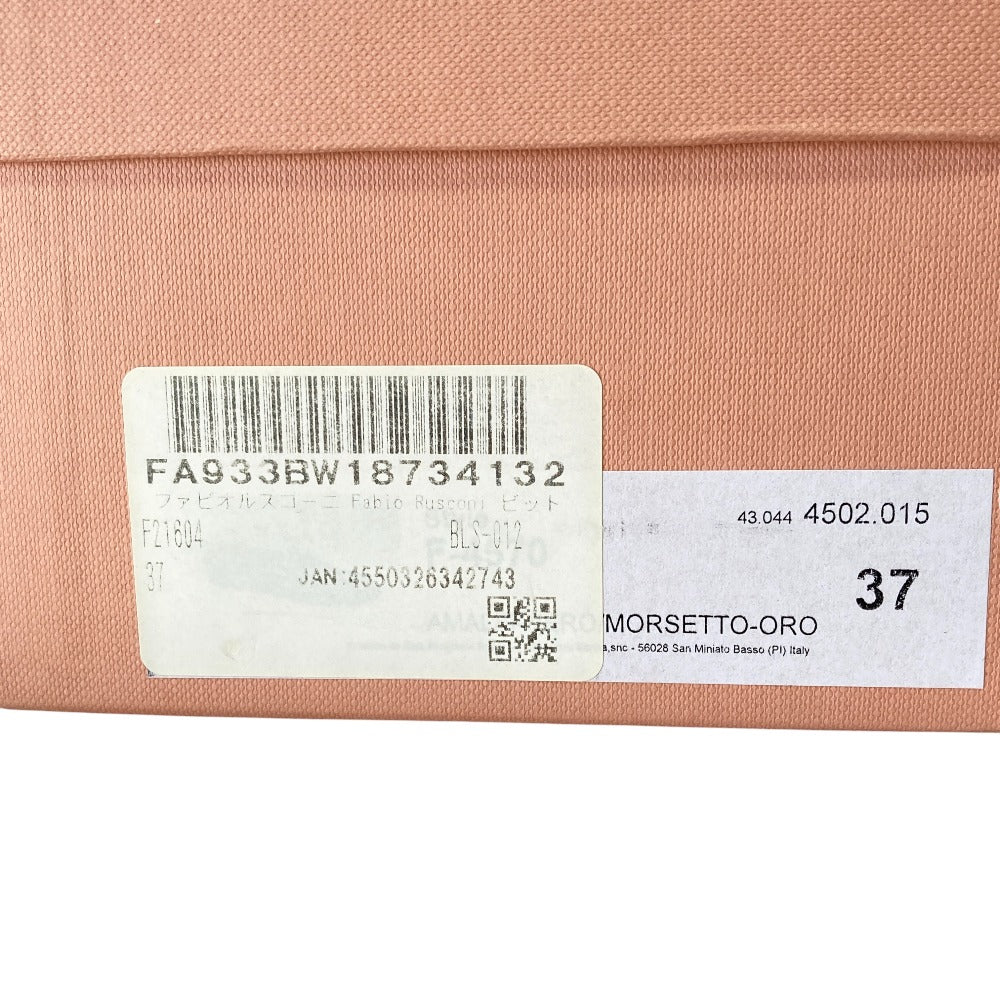 FA933BW18734132
ファビオルスコーニ Fabio Rusconi ビット
F21604 BLS-012
37 JAN:4550326342743
43.044 4502.015
37
/MORSETTO-ORO
a,snc - 56028 San Miniato Basso (PI) Italy